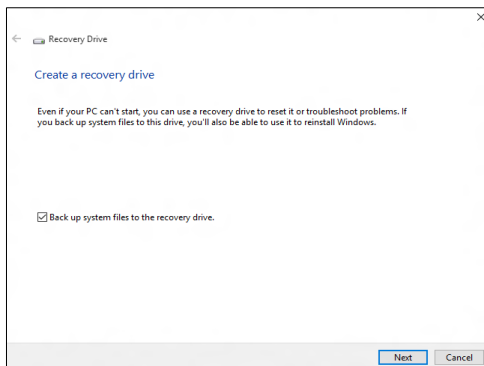 Recovery Drive
Create a recovery drive
Even if your PC can't start, you can use a recovery drive to reset it or troubleshoot problems. If
you back up system files to this drive, you'll also be able to use it to reinstall Windows.
Back up system files to the recovery drive.
Next Cancel